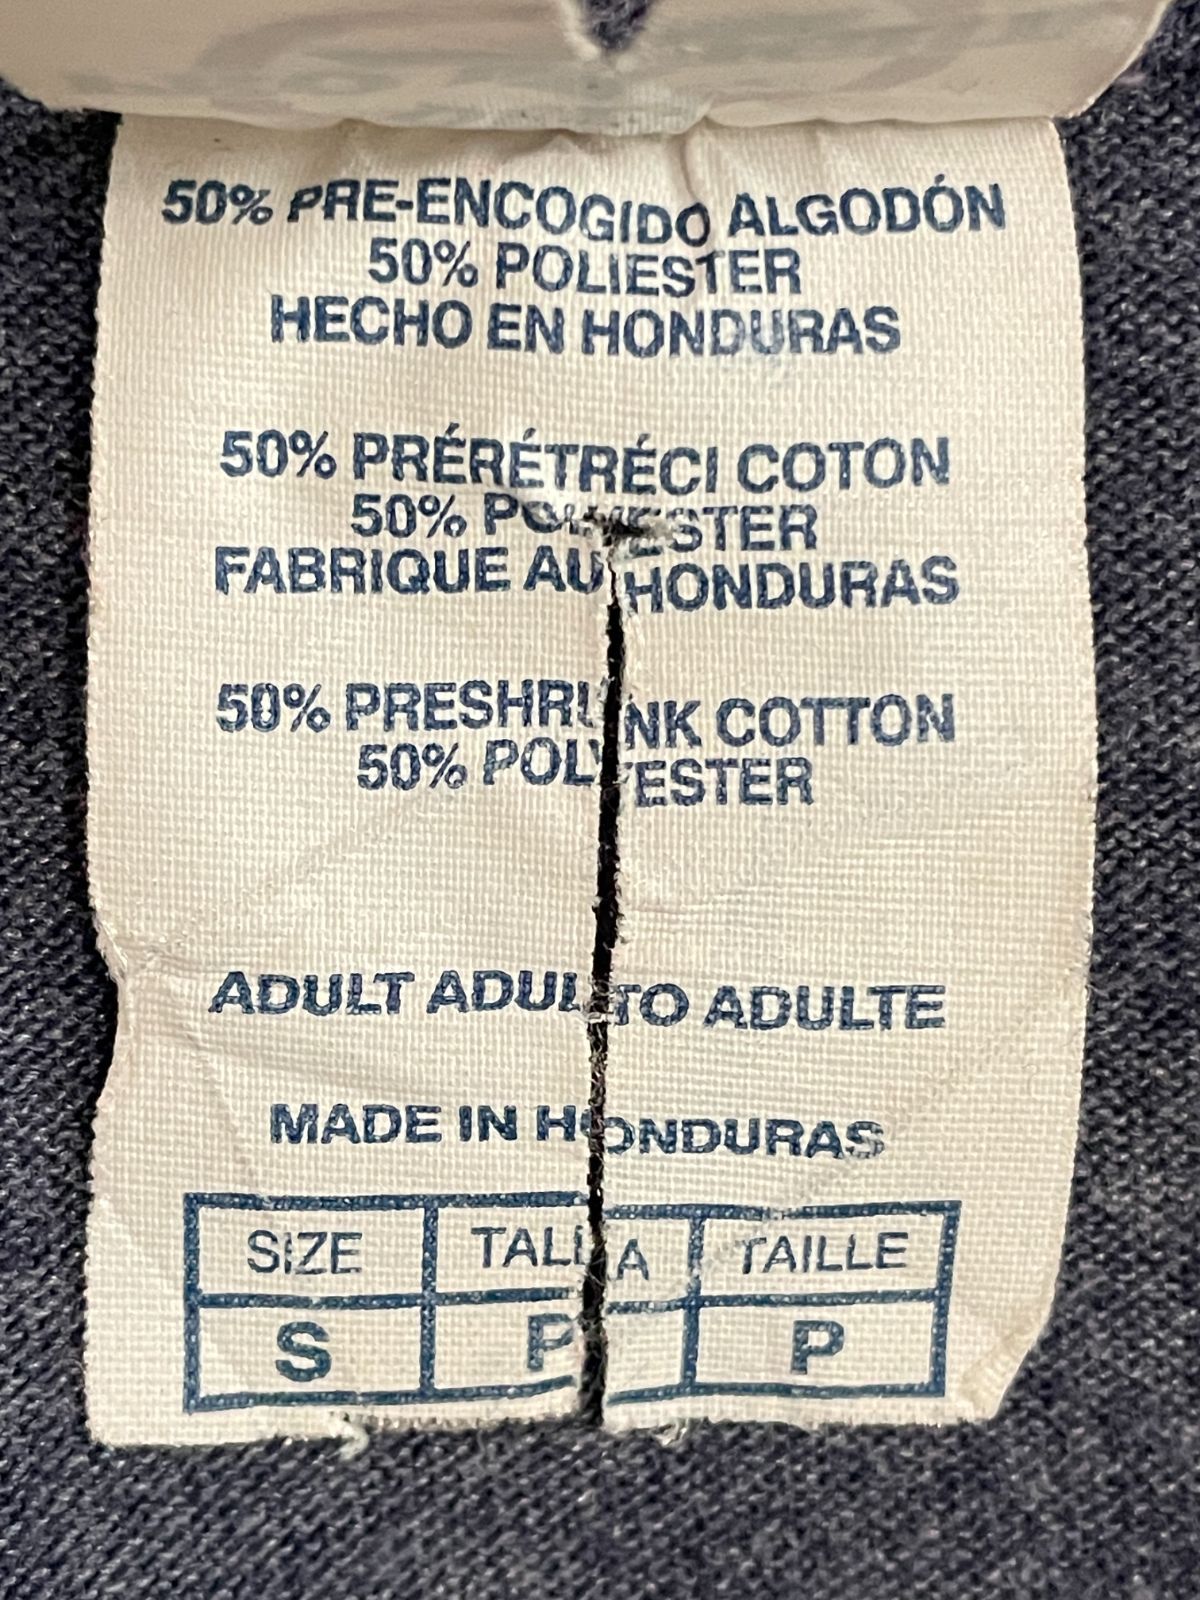 50% PRE-ENCOGIDO ALGODÓN
50% POLIESTER
HECHO EN HONDURAS
50% PRÉRÉTRÉCI COTON
50% POLYESTER
FABRIQUE AU HONDURAS
50% PRESHRUNK COTTON
50% POLYESTER
ADULT ADULTO ADULTE
MADE IN HONDURAS
SIZE TALLA TAILLE
S P P